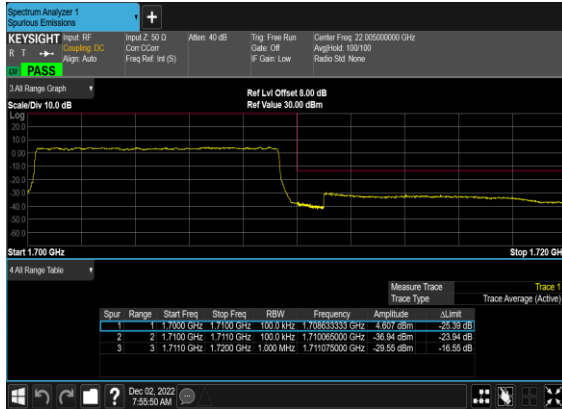 Spectrum Analyzer 1
Spurious Emissions
+
KEYSIGHT Input: RF Input Z: 50 Ω Atten: 40 dB Trig: Free Run Center Freq: 22.005000000 GHz
R T Coupling: DC Corr CCorr Gate: Off Avg|Hold: 100/100
Align: Auto Freq Ref: Int (S) IF Gain: Low Radio Std: None
PASS
3 All Range Graph
Ref Lvl Offset 8.00 dB
Scale/Div 10.0 dB Ref Value 30.00 dBm
Log
20.0
10.0
0.00
-10.0
-20.0
-30.0
-40.0
-50.0
-60.0
Start 1.700 GHz Stop 1.720 GH
4 All Range Table
Measure Trace Trace 1
Trace Type Trace Average (Active)
Spur Range Start Freq Stop Freq RBW Frequency Amplitude ΔLimit
1 1 1.7000 GHz 1.7100 GHz 100.0 kHz 1.708633333 GHz 4.607 dBm -25.39 dB
2 2 1.7100 GHz 1.7110 GHz 100.0 kHz 1.710065000 GHz -36.94 dBm -23.94 dB
3 3 1.7110 GHz 1.7200 GHz 1.000 MHz 1.711075000 GHz -29.55 dBm -16.55 dB
? Dec 02, 2022
7:55:50 AM